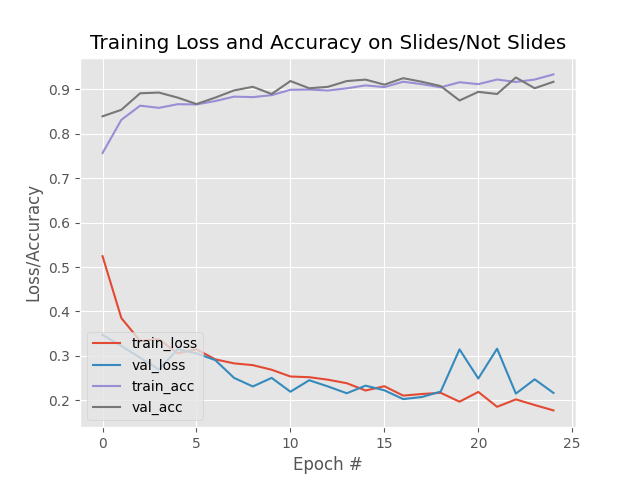 Training Loss and Accuracy on Slides/Not Slides
Loss/Accuracy
0.9
0.8
0.7
0.6
0.5
0.4
0.3
0.2
train_loss
val_loss
train_acc
val_acc
0 5 10 15 20 25
Epoch #